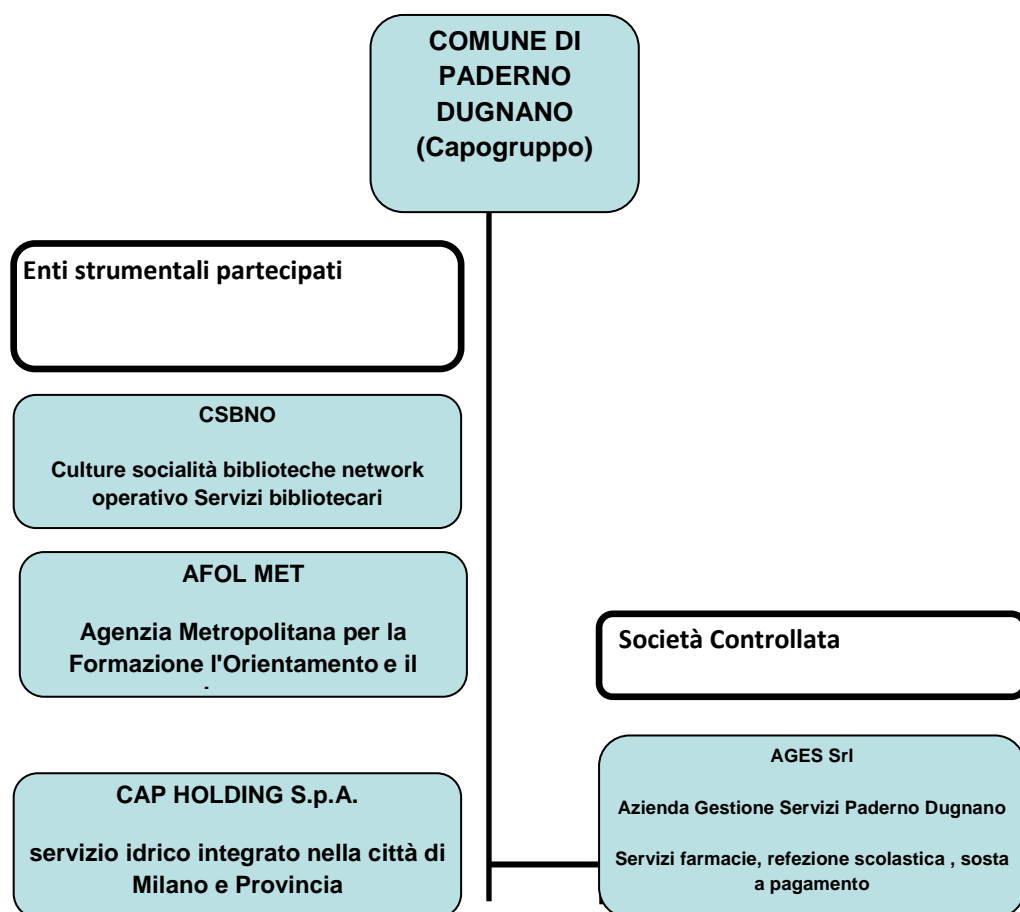 COMUNE DI
PADERNO
DUGNANO
(Capogruppo)
Enti strumentali partecipati
CSBNO
Culture socialità biblioteche network
operativo Servizi bibliotecari
AFOL MET
Agenzia Metropolitana per la
Formazione l'Orientamento e il
Società Controllata
AGES Srl
Azienda Gestione Servizi Paderno Dugnano
Servizi farmacie, refezione scolastica , sosta
a pagamento
CAP HOLDING S.p.A.
servizio idrico integrato nella città di
Milano e Provincia